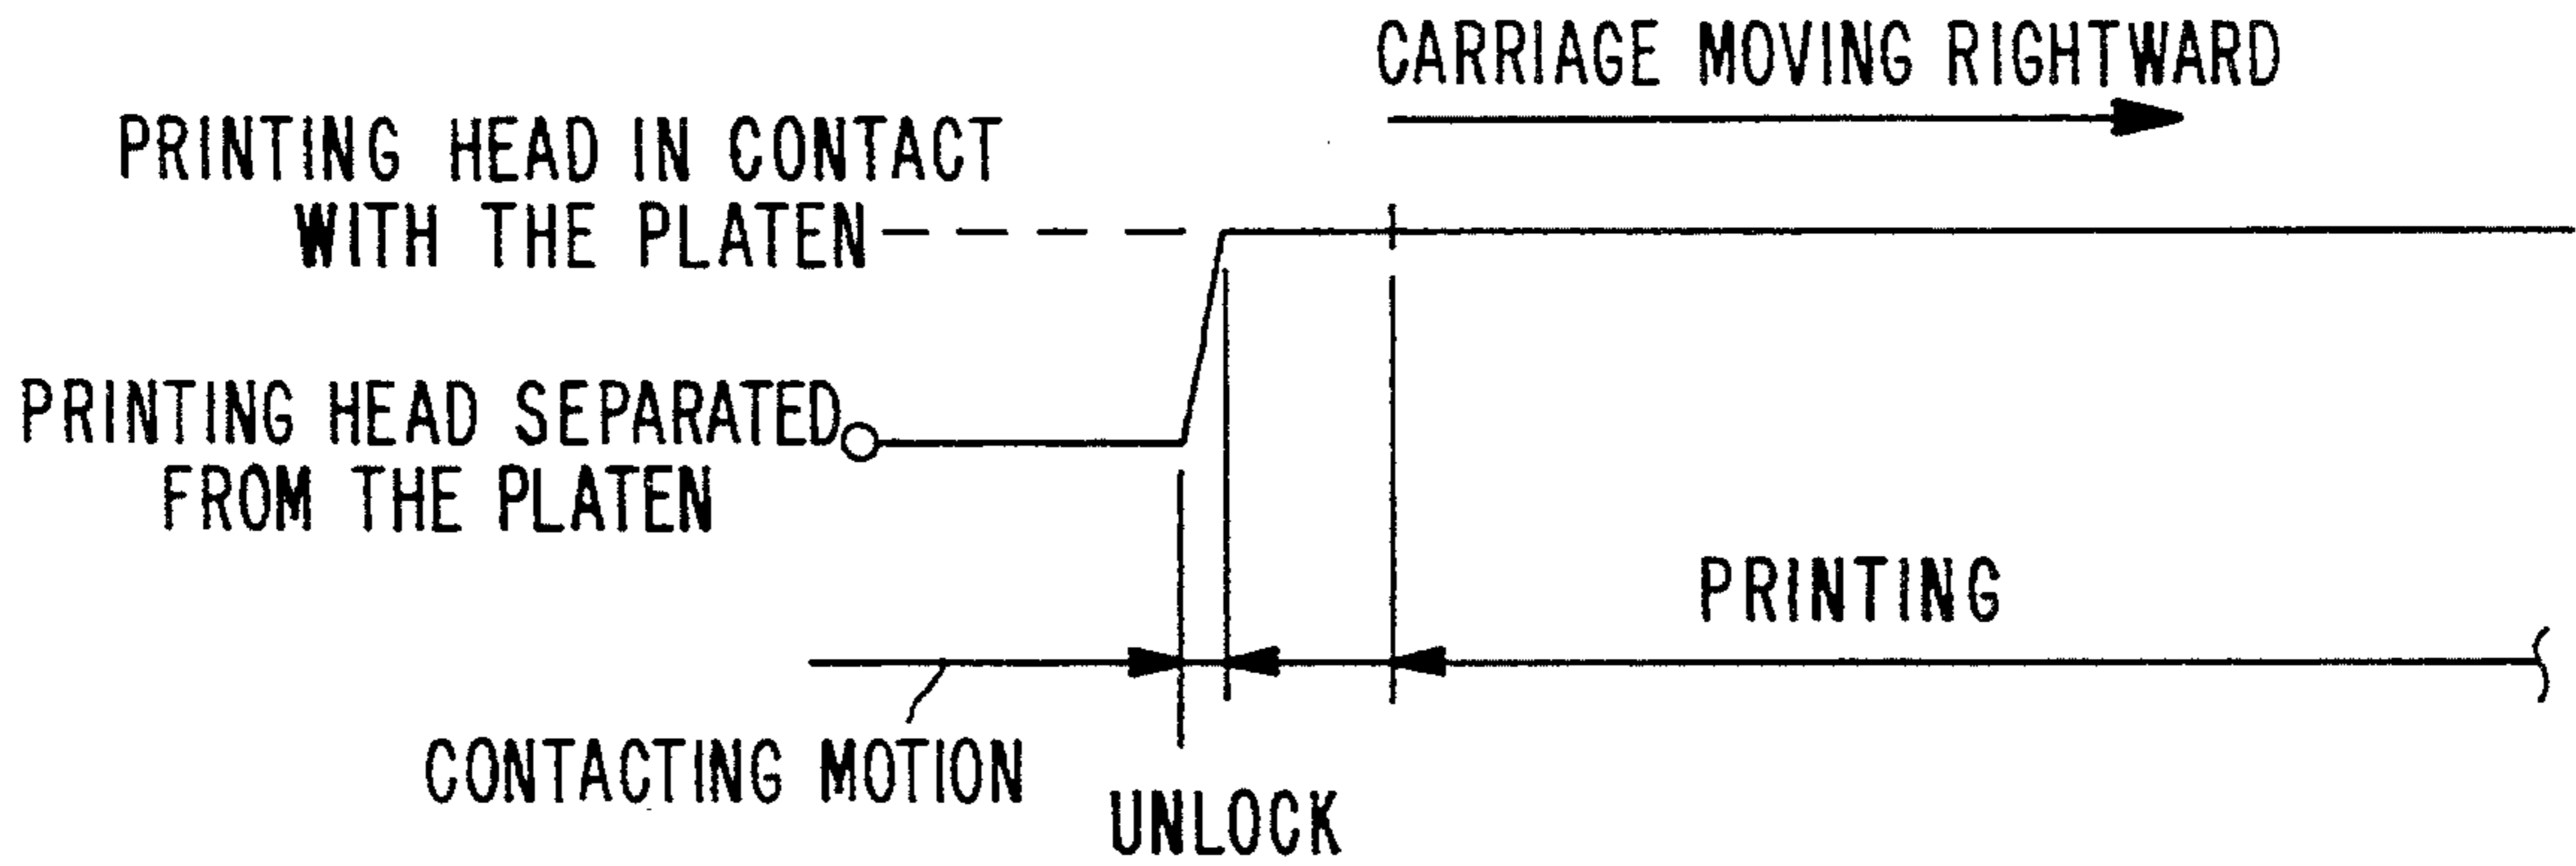 CARRIAGE MOVING RIGHTWARD
PRINTING HEAD IN CONTACT
WITH THE PLATEN
PRINTING HEAD SEPARATED
FROM THE PLATEN
PRINTING
CONTACTING MOTION
UNLOCK